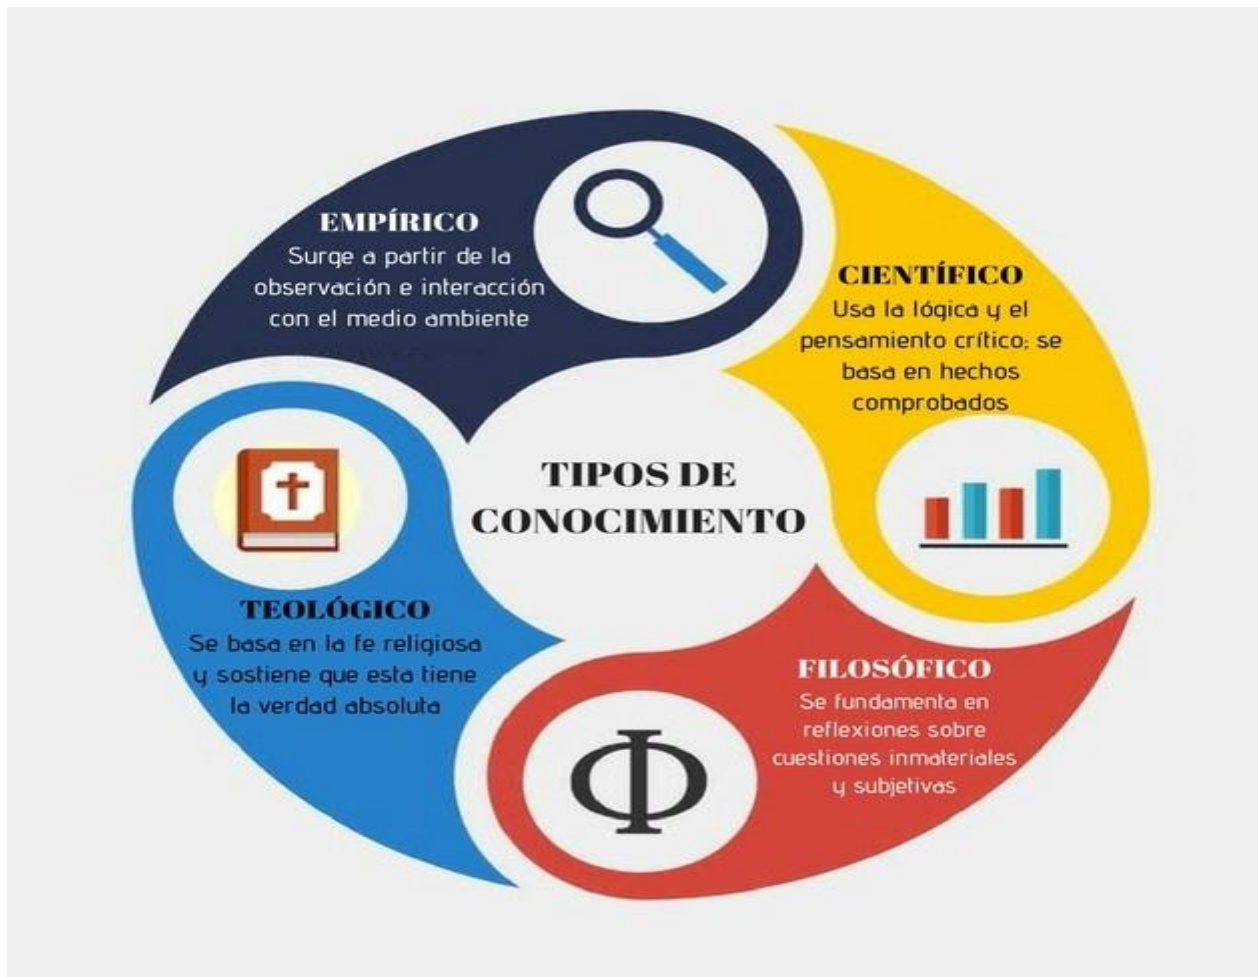 EMPÍRICO
Surge a partir de la
observación e interacción
con el medio ambiente
CIENTÍFICO
Usa la lógica y el
pensamiento crítico; se
basa en hechos
comprobados
TIPOS DE
CONOCIMIENTO
TEOLÓGICO
Se basa en la fe religiosa
y sostiene que esta tiene
la verdad absoluta
FILOSÓFICO
Se fundamenta en
reflexiones sobre
cuestiones inmateriales
y subjetivas
Φ